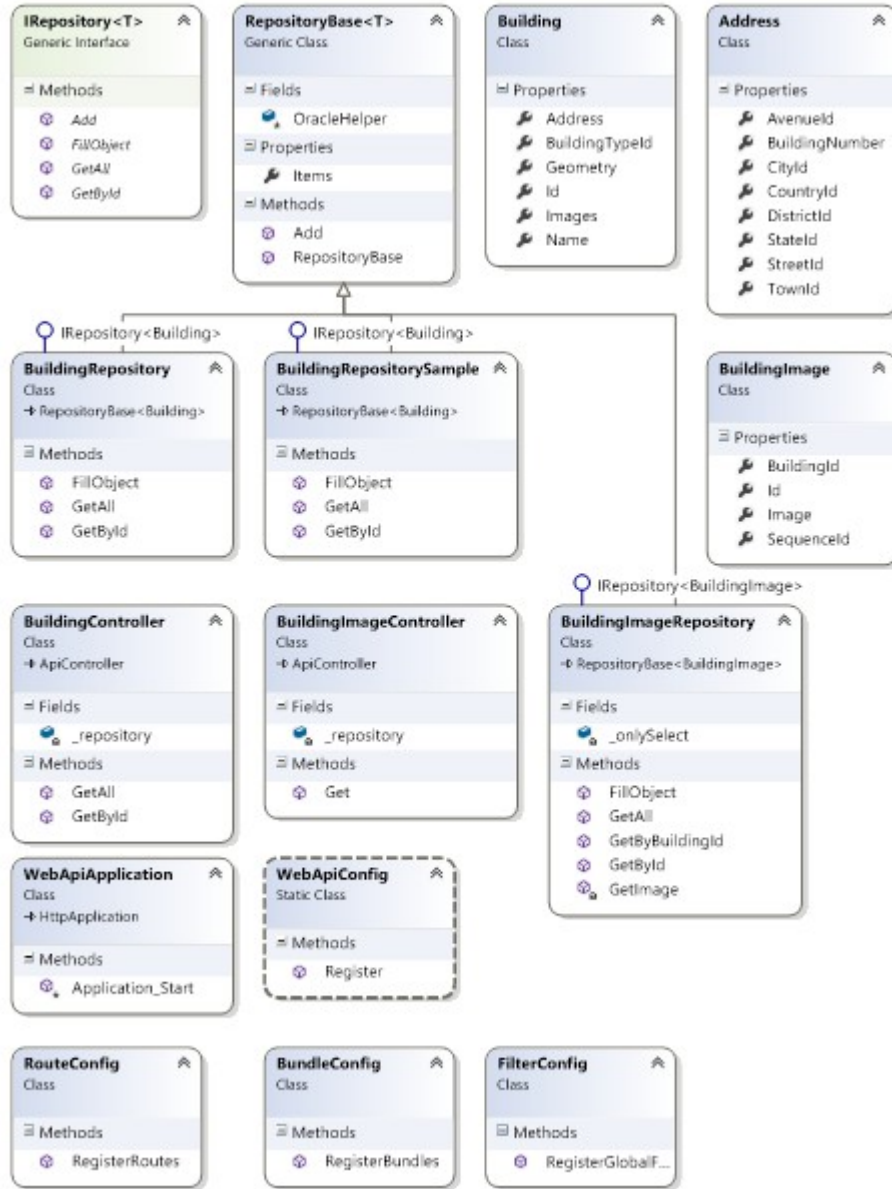 IRepository<T>
Generic Interface
Methods
Add
FillObject
GetAll
GetById
RepositoryBase<T>
Generic Class
Fields
OracleHelper
Properties
Items
Methods
Add
RepositoryBase
Building
Class
Properties
Address
BuildingTypeId
Geometry
Id
Images
Name
Address
Class
Properties
AvenueId
BuildingNumber
CityId
CountryId
DistrictId
StateId
StreetId
TownId
IRepository<Building>
BuildingRepository
Class
RepositoryBase<Building>
Methods
FillObject
GetAll
GetById
IRepository<Building>
BuildingRepositorySample
Class
RepositoryBase<Building>
Methods
FillObject
GetAll
GetById
BuildingImage
Class
Properties
BuildingId
Id
Image
SequenceId
BuildingController
Class
ApiController
Fields
_repository
Methods
GetAll
GetById
BuildingImageController
Class
ApiController
Fields
_repository
Methods
Get
IRepository<BuildingImage>
BuildingImageRepository
Class
RepositoryBase<BuildingImage>
Fields
_onlySelect
Methods
FillObject
GetAll
GetByBuildingId
GetById
GetImage
WebApiApplication
Class
HttpApplication
Methods
Application_Start
WebApiConfig
Static Class
Methods
Register
RouteConfig
Class
Methods
RegisterRoutes
BundleConfig
Class
Methods
RegisterBundles
FilterConfig
Class
Methods
RegisterGlobalF...